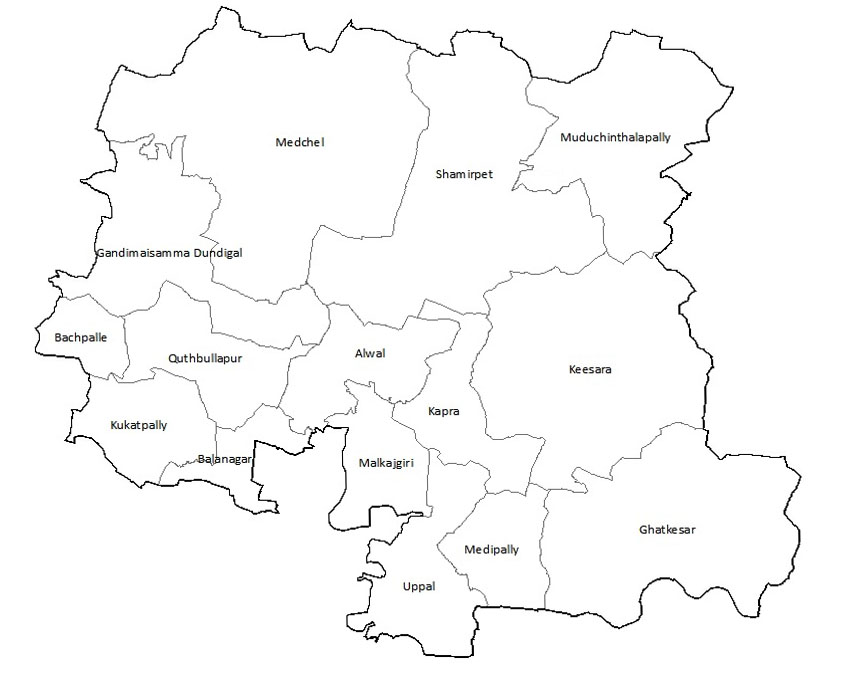 Muduchinthalapally
Medchel
Shamirpet
Gandimaisamma Dundigal
Bachpalle
Quthbullapur
Alwal
Keesara
Kapra
Kukatpally
Balanagar
Malkajgiri
Ghatkesar
Medipally
Uppal